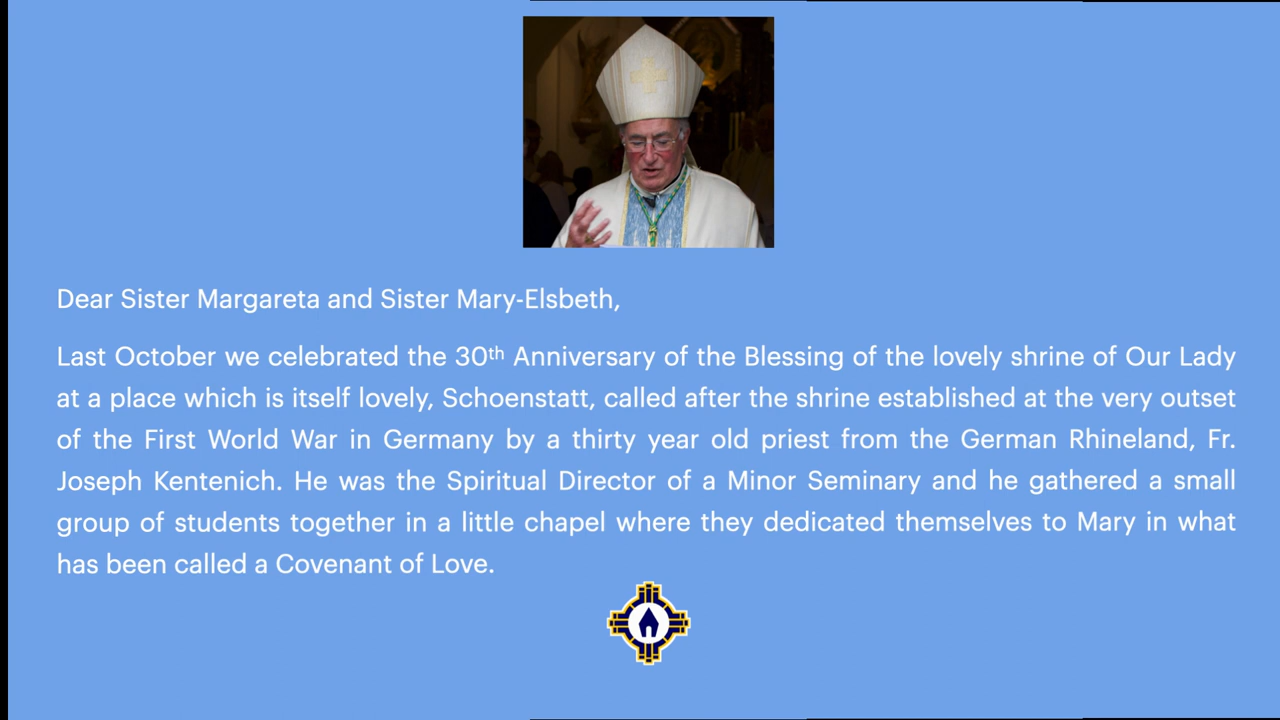 Dear Sister Margareta and Sister Mary-Elsbeth,
Last October we celebrated the 30th Anniversary of the Blessing of the lovely shrine of Our Lady
at a place which is itself lovely, Schoenstatt, called after the shrine established at the very outset
of the First World War in Germany by a thirty year old priest from the German Rhineland, Fr.
Joseph Kentenich. He was the Spiritual Director of a Minor Seminary and he gathered a small
group of students together in a little chapel where they dedicated themselves to Mary in what
has been called a Covenant of Love.